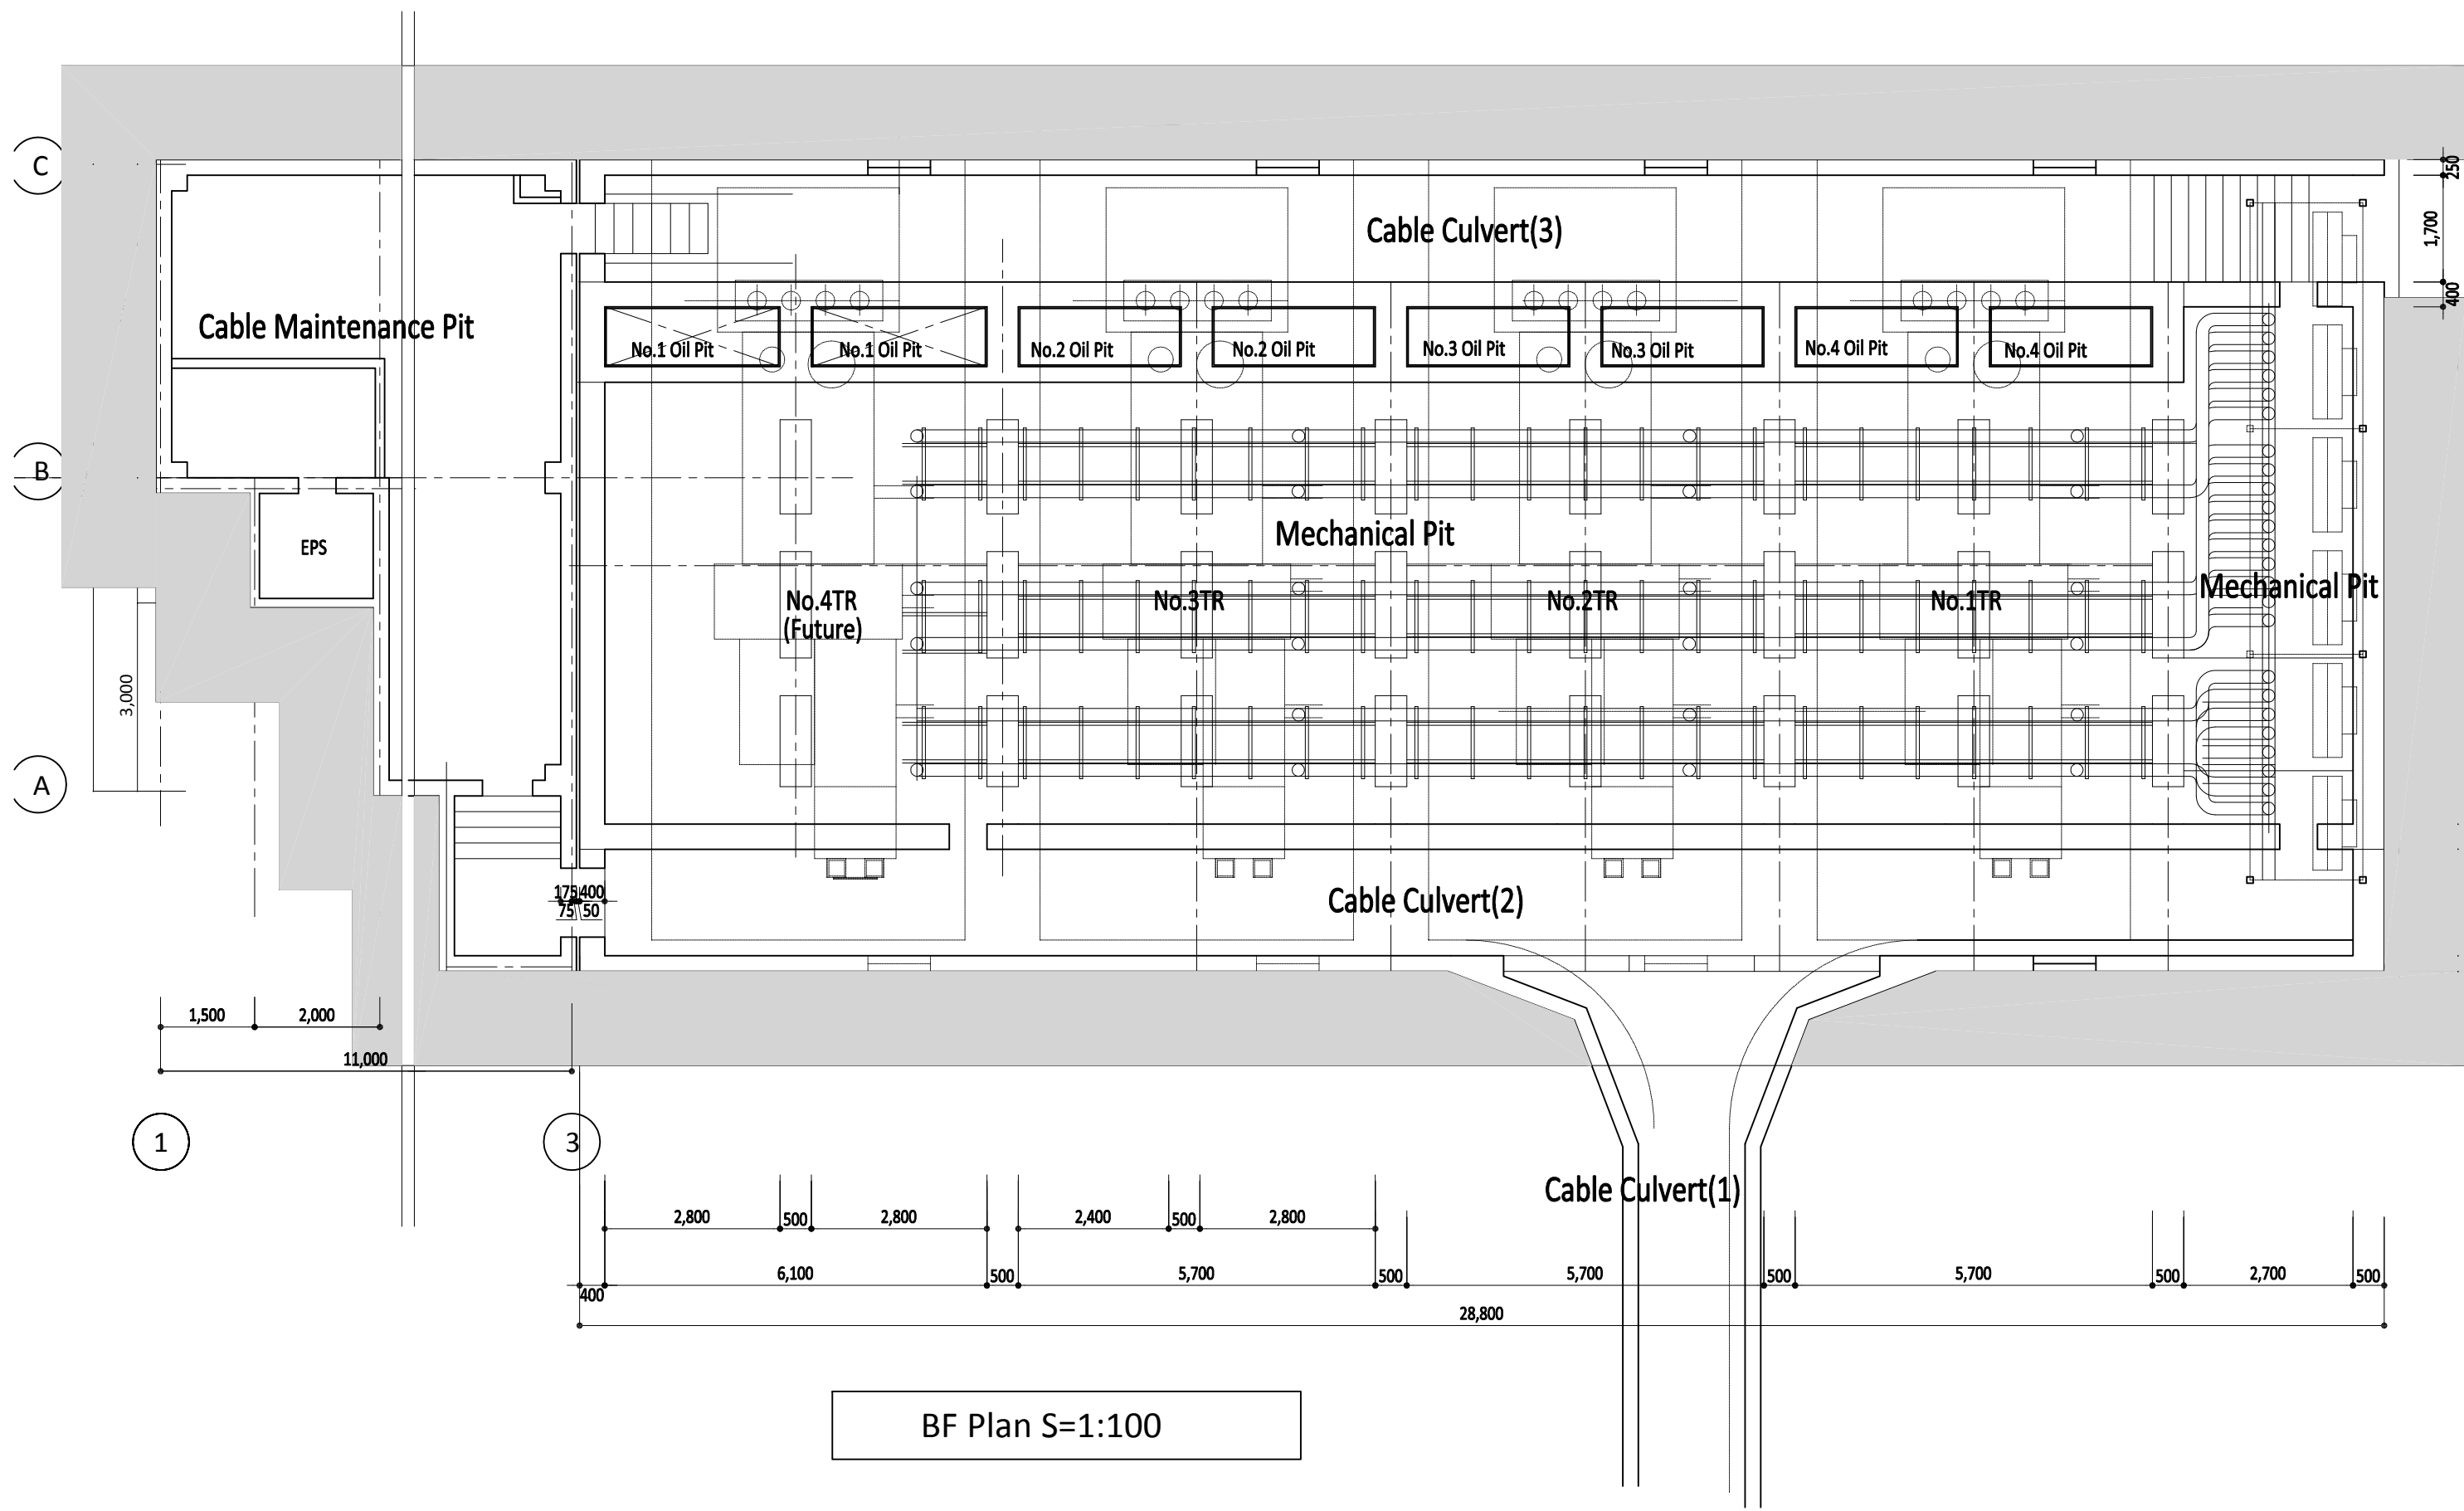 C
250
1,700
400
Cable Culvert(3)
Cable Maintenance Pit
No.1 Oil Pit
No.1 Oil Pit
No.2 Oil Pit
No.2 Oil Pit
No.3 Oil Pit
No.3 Oil Pit
No.4 Oil Pit
No.4 Oil Pit
B
EPS
Mechanical Pit
Mechanical Pit
No.4TR
(Future)
No.3TR
No.2TR
No.1TR
3,000
A
175
400
75
50
Cable Culvert(2)
1,500
2,000
11,000
1
3
Cable Culvert(1)
2,800
500
2,800
2,400
500
2,800
6,100
500
5,700
500
5,700
500
5,700
500
2,700
500
400
28,800
BF Plan S=1:100